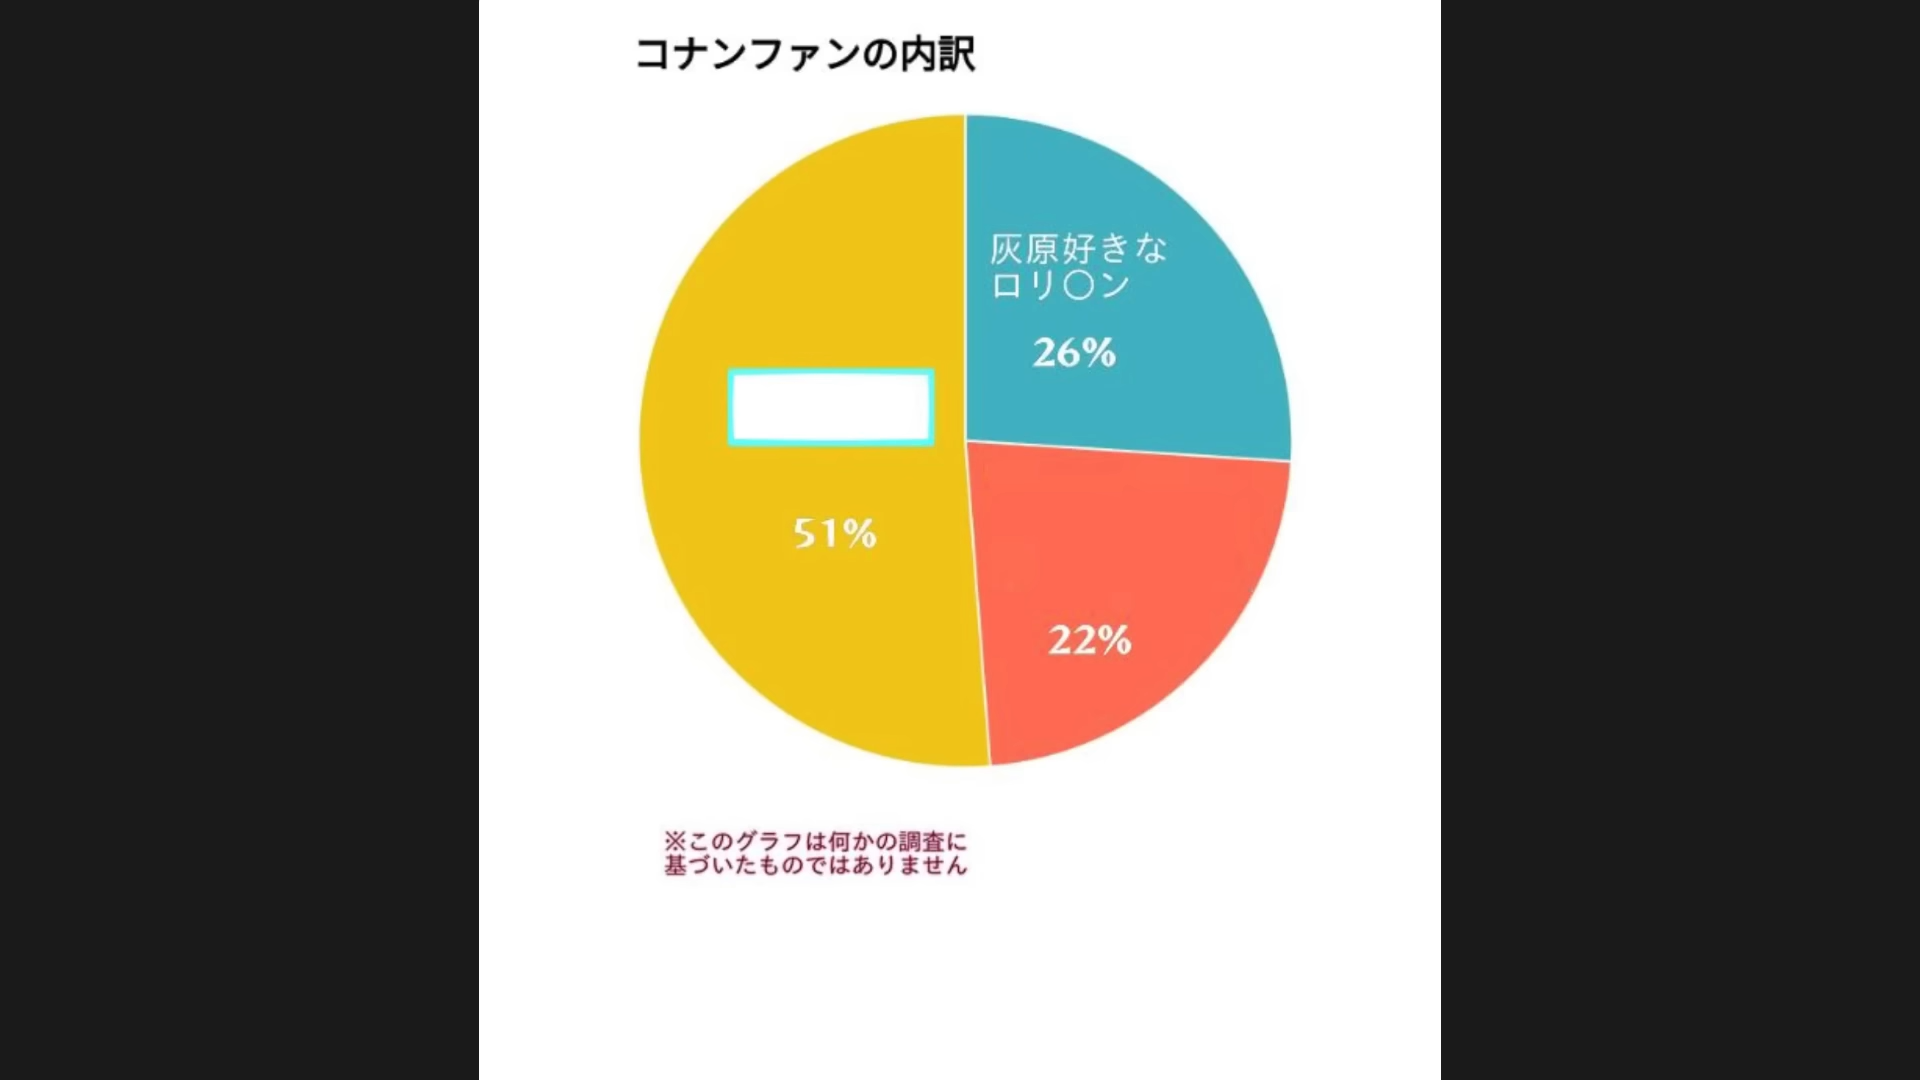 コナンファンの内訳
灰原好きな
ロリ〇ン
26%
51%
22%
※このグラフは何かの調査に
基づいたものではありません